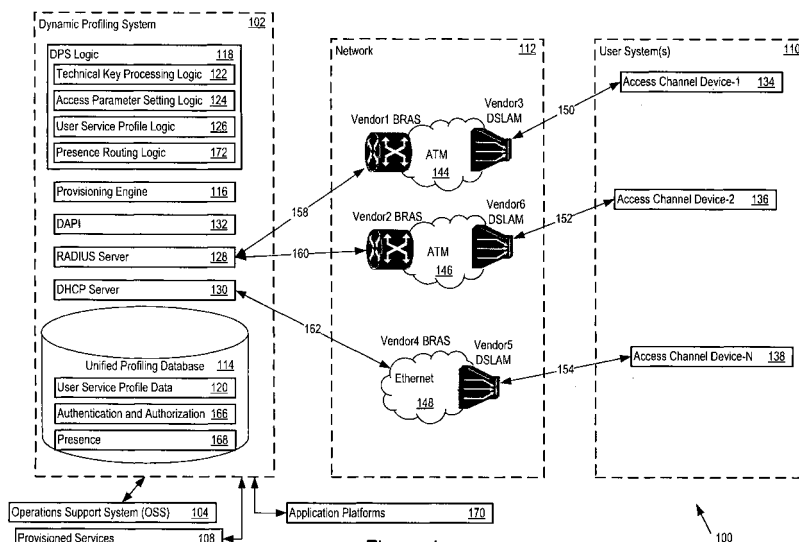 Dynamic Profiling System 102
DPS Logic 118
Technical Key Processing Logic 122
Access Parameter Setting Logic 124
User Service Profile Logic 126
Presence Routing Logic 172
Provisioning Engine 116
DAPI 132
RADIUS Server 128
DHCP Server 130
Unified Profiling Database 114
User Service Profile Data 120
Authentication and Authorization 166
Presence 168
Operations Support System (OSS) 104
Provisioned Services 108
Application Platforms 170
158
160
162
Network 112
Vendor1 BRAS
Vendor3 DSLAM
ATM
144
Vendor2 BRAS
Vendor6 DSLAM
ATM
146
Vendor4 BRAS
Vendor5 DSLAM
Ethernet
148
150
152
154
User System(s) 110
Access Channel Device-1 134
Access Channel Device-2 136
Access Channel Device-N 138
100